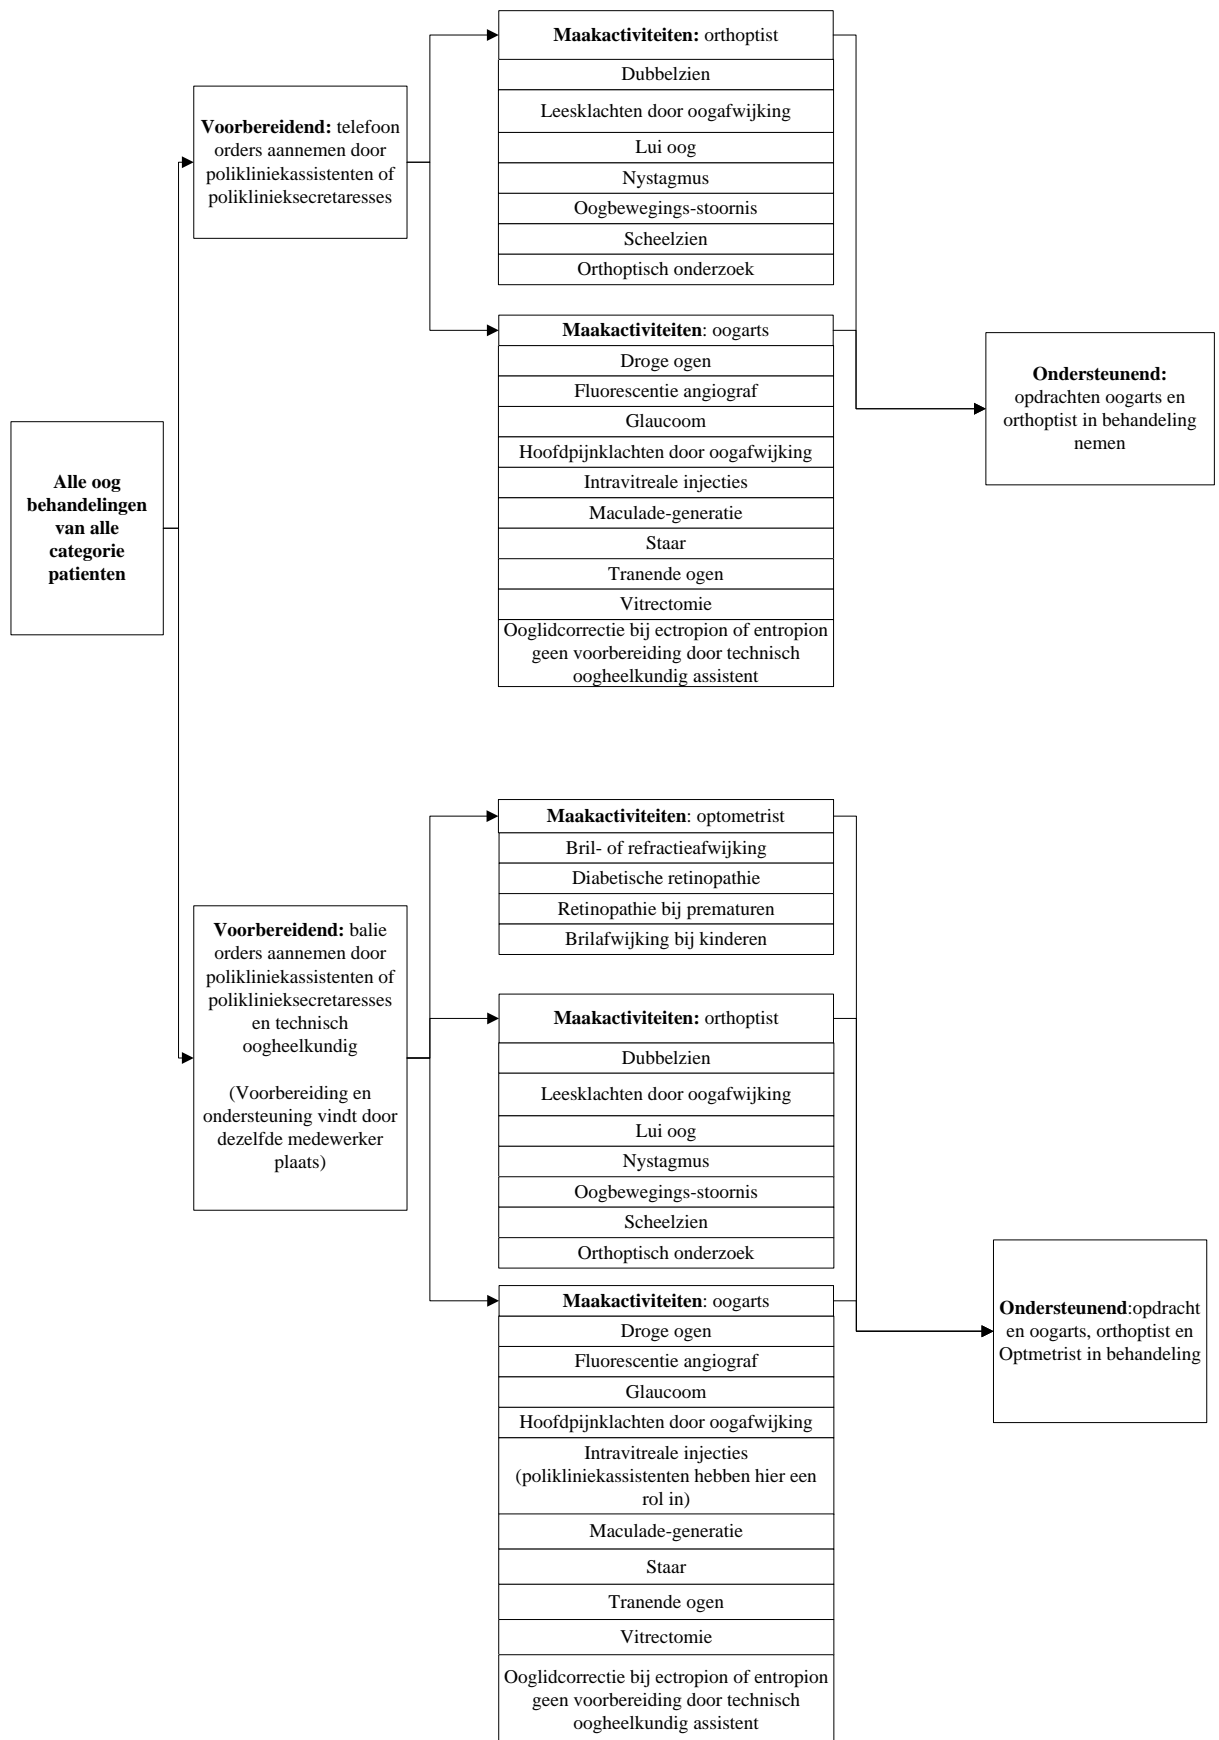 Alle oog
behandelingen
van alle
categorie
patienten
Voorbereidend: telefoon
orders aannemen door
polikliniekassistenten of
poliklinieksecretaresses
Maakactiviteiten: orthoptist
Dubbelzien
Leesklachten door oogafwijking
Lui oog
Nystagmus
Oogbewegings-stoornis
Scheelzien
Orthoptisch onderzoek
Maakactiviteiten: oogarts
Droge ogen
Fluorescentie angiograf
Glaucoom
Hoofdpijnklachten door oogafwijking
Intravitreale injecties
Maculade-generatie
Staar
Tranende ogen
Vitrectomie
Ooglidcorrectie bij ectropion of entropion
geen voorbereiding door technisch
oogheelkundig assistent
Ondersteunend:
opdrachten oogarts en
orthoptist in behandeling
nemen
Voorbereidend: balie
orders aannemen door
polikliniekassistenten of
poliklinieksecretaresses
en technisch
oogheelkundig
(Voorbereiding en
ondersteuning vindt door
dezelfde medewerker
plaats)
Maakactiviteiten: optometrist
Bril- of refractieafwijking
Diabetische retinopathie
Retinopathie bij prematuren
Brilafwijking bij kinderen
Maakactiviteiten: orthoptist
Dubbelzien
Leesklachten door oogafwijking
Lui oog
Nystagmus
Oogbewegings-stoornis
Scheelzien
Orthoptisch onderzoek
Maakactiviteiten: oogarts
Droge ogen
Fluorescentie angiograf
Glaucoom
Hoofdpijnklachten door oogafwijking
Intravitreale injecties
(polikliniekassistenten hebben hier een
rol in)
Maculade-generatie
Staar
Tranende ogen
Vitrectomie
Ooglidcorrectie bij ectropion of entropion
geen voorbereiding door technisch
oogheelkundig assistent
Ondersteunend:opdracht
en oogarts, orthoptist en
Optmetrist in behandeling